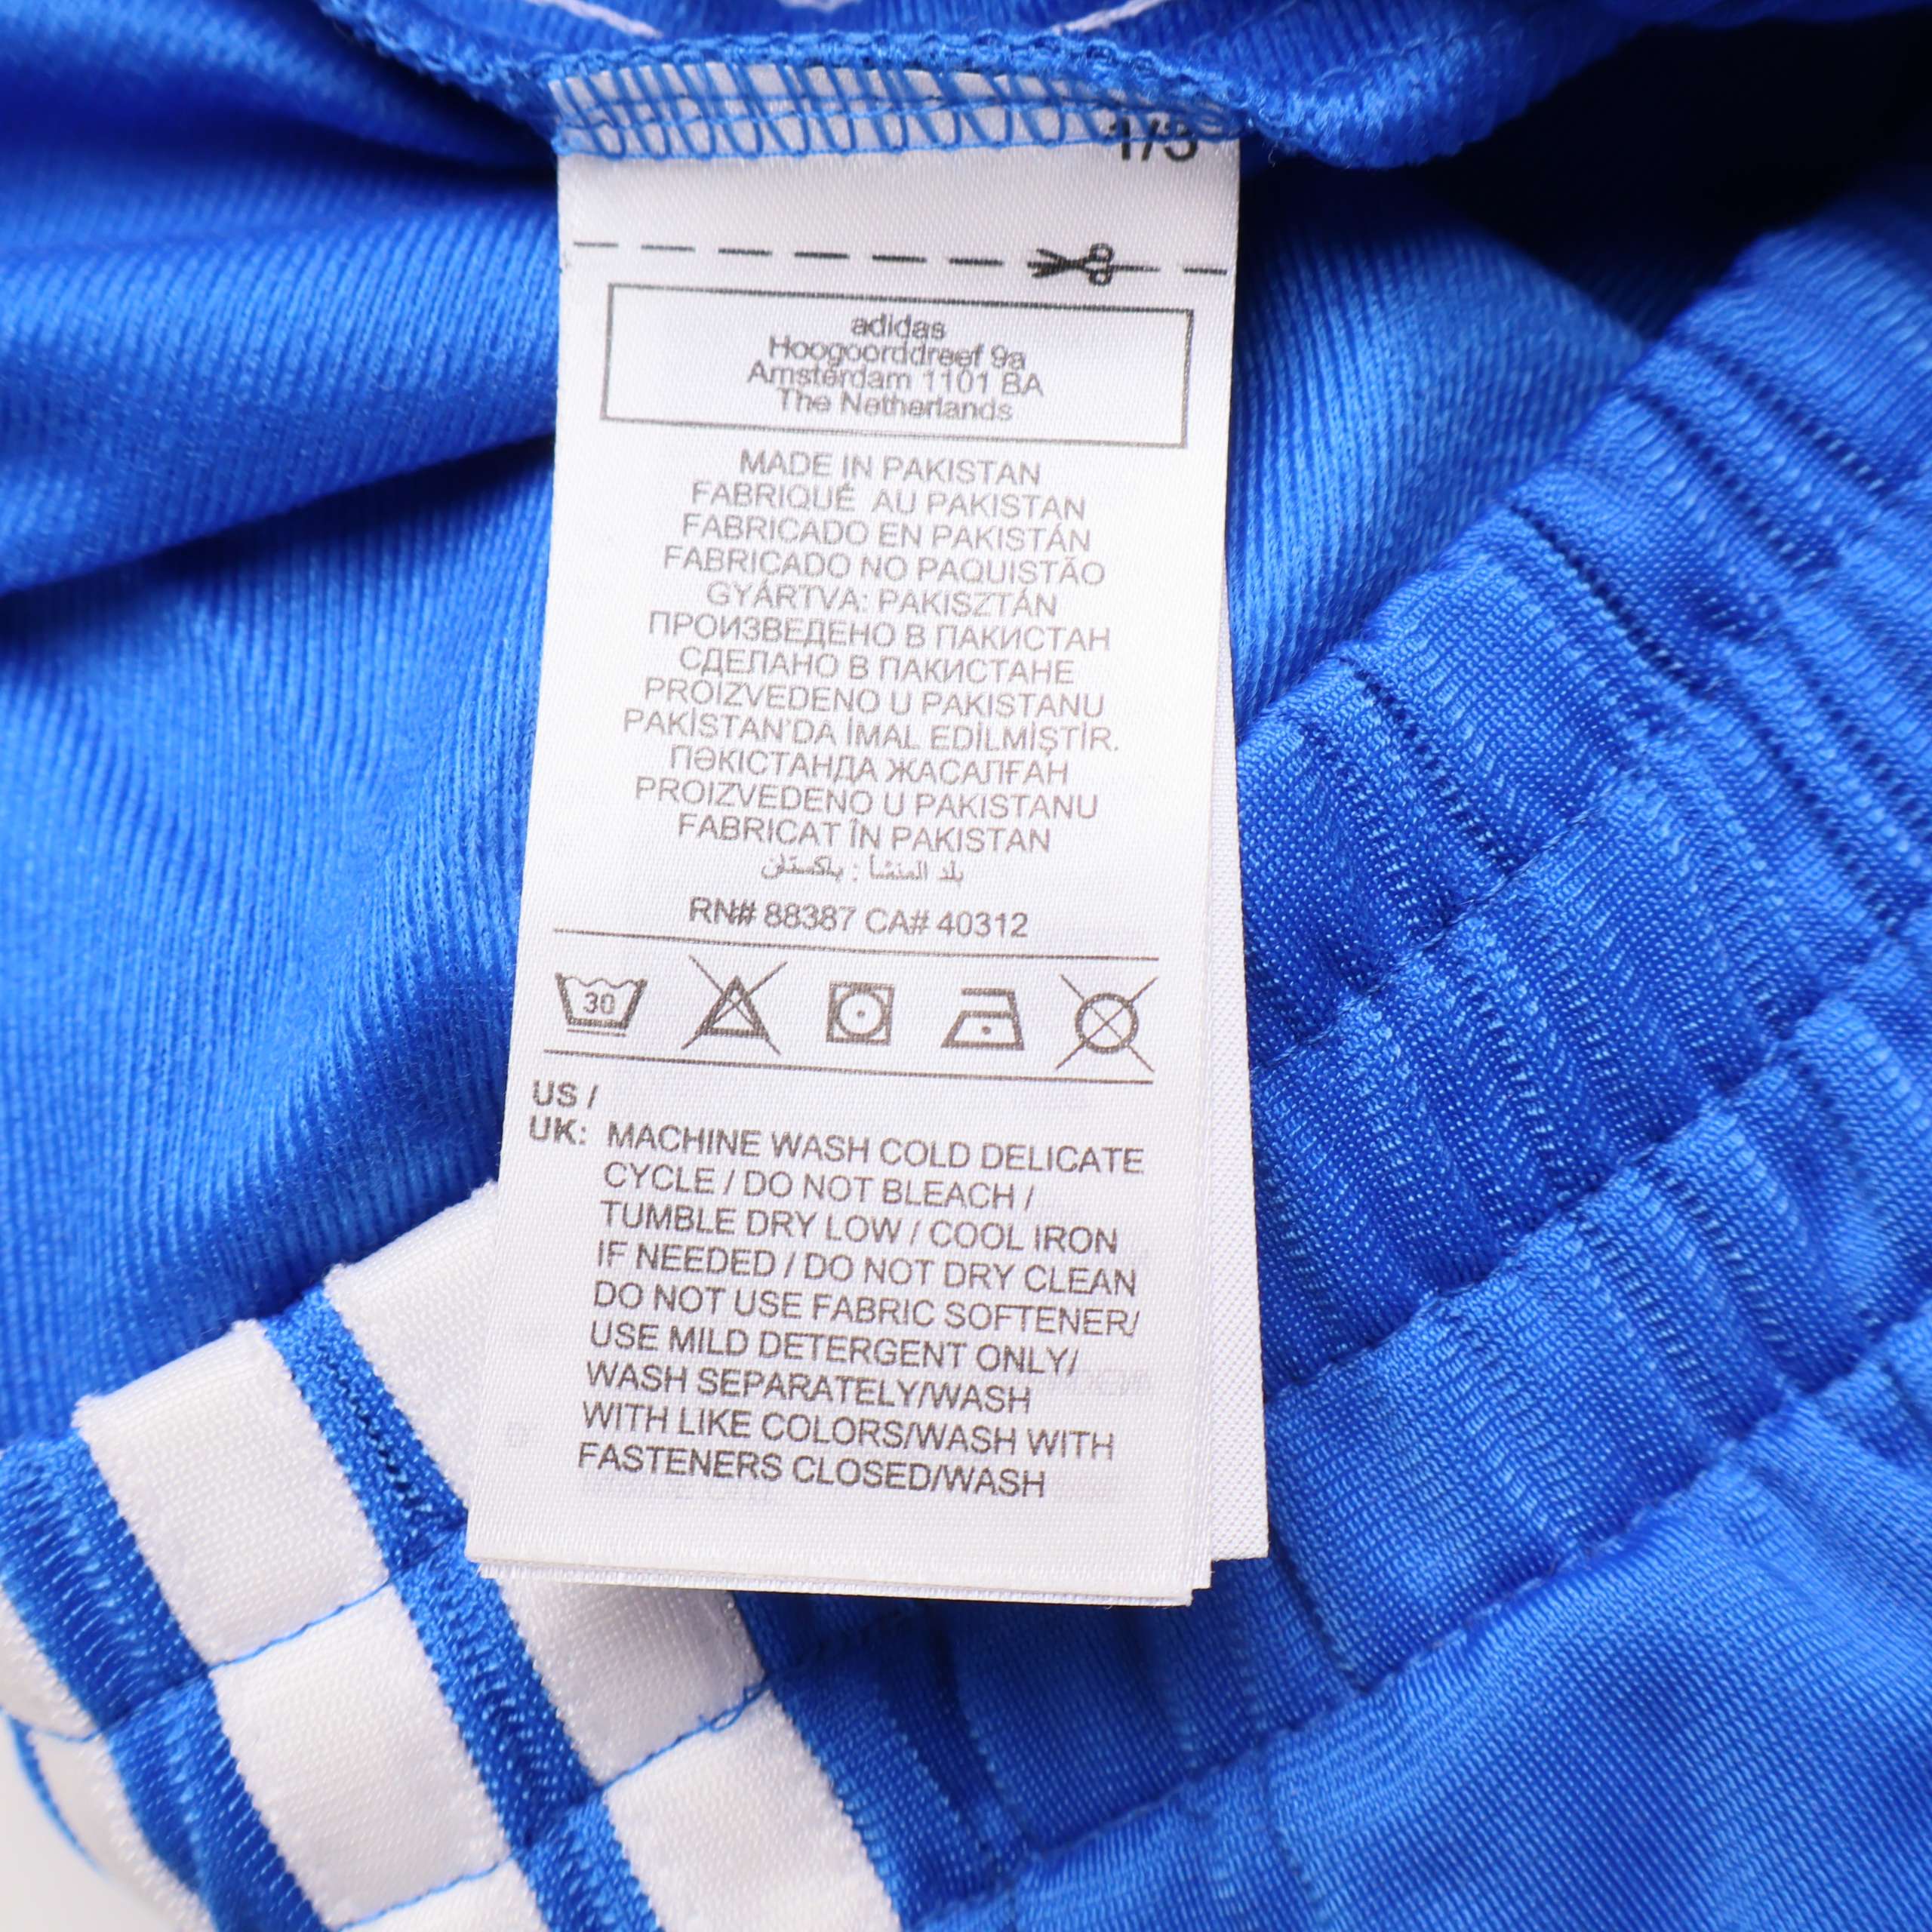 1/3
adidas
Hoogoorddreef 9a
Amsterdam 1101 BA
The Netherlands
MADE IN PAKISTAN
FABRIQUÉ AU PAKISTAN
FABRICADO EN PAKISTÁN
FABRICADO NO PAQUISTÃO
GYÁRTVA: PAKISZTÁN
ПРОИЗВЕДЕНО В ПАКИСТАН
СДЕЛАНО В ПАКИСТАНЕ
PROIZVEDENO U PAKISTANU
PAKİSTAN'DA İMAL EDİLMİŞTİR.
ПӘКІСТАНДА ЖАСАЛҒАН
PROIZVEDENO U PAKISTANU
FABRICAT ÎN PAKISTAN
بلد المنشأ : باكستان
RN# 88387 CA# 40312
30
US /
UK: MACHINE WASH COLD DELICATE
CYCLE / DO NOT BLEACH /
TUMBLE DRY LOW / COOL IRON
IF NEEDED / DO NOT DRY CLEAN
DO NOT USE FABRIC SOFTENER/
USE MILD DETERGENT ONLY/
WASH SEPARATELY/WASH
WITH LIKE COLORS/WASH WITH
FASTENERS CLOSED/WASH